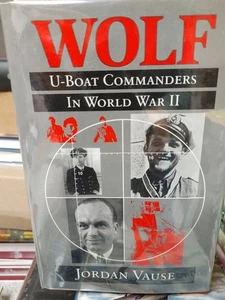 WOLF
U-BOAT COMMANDERS
IN WORLD WAR II
JORDAN VAUSE